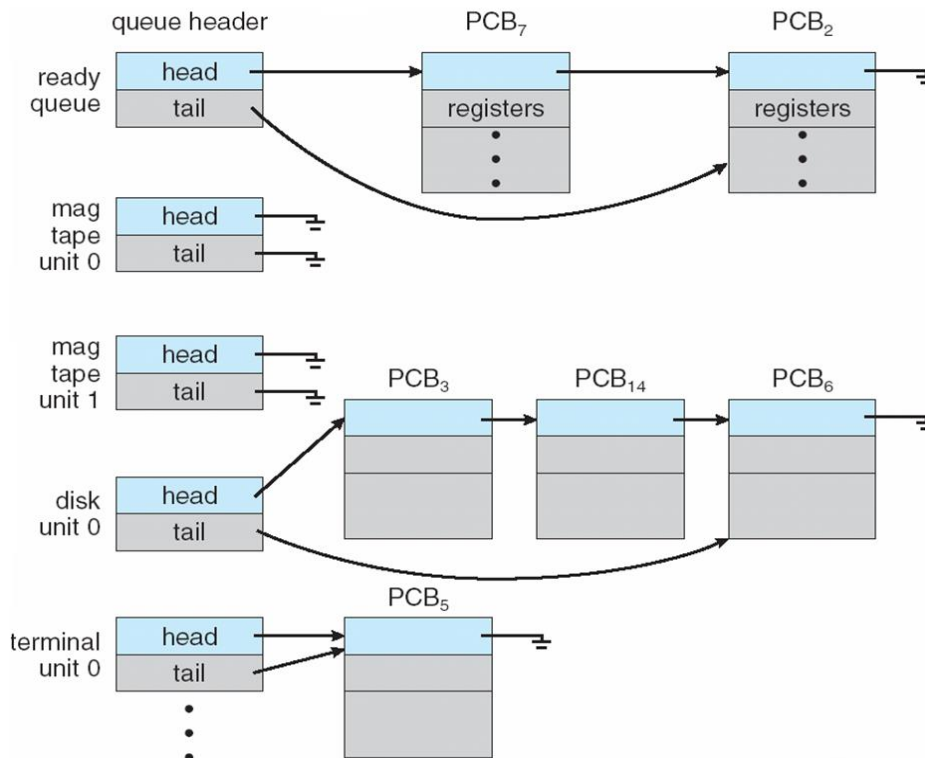 queue header
PCB₇
PCB₂
ready
queue
head
tail
registers
registers
mag
tape
unit 0
head
tail
mag
tape
unit 1
head
tail
PCB₃
PCB₁₄
PCB₆
disk
unit 0
head
tail
PCB₅
terminal
unit 0
head
tail